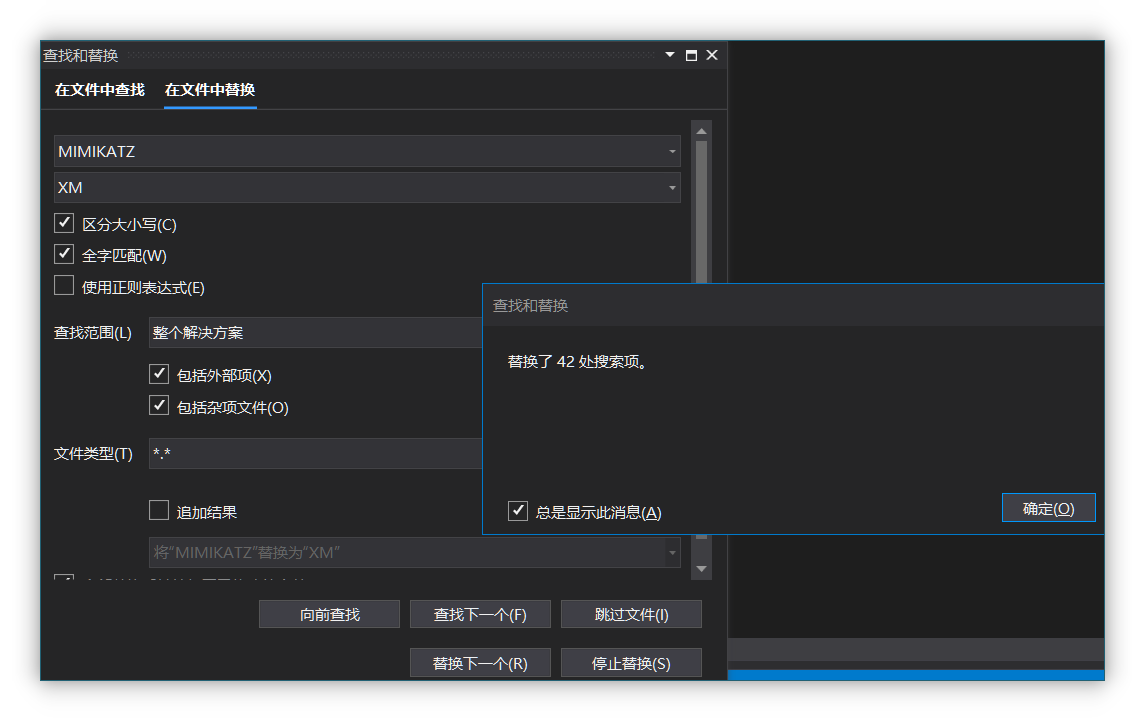 查找和替换
在文件中查找 在文件中替换
MIMIKATZ
XM
区分大小写(C)
全字匹配(W)
使用正则表达式(E)
查找范围(L) 整个解决方案
包括外部项(X)
包括杂项文件(O)
文件类型(T) *.*
追加结果
将“MIMIKATZ”替换为“XM”
查找和替换
替换了 42 处搜索项。
总是显示此消息(A)
确定(O)
向前查找 查找下一个(F) 跳过文件(I)
替换下一个(R) 停止替换(S)